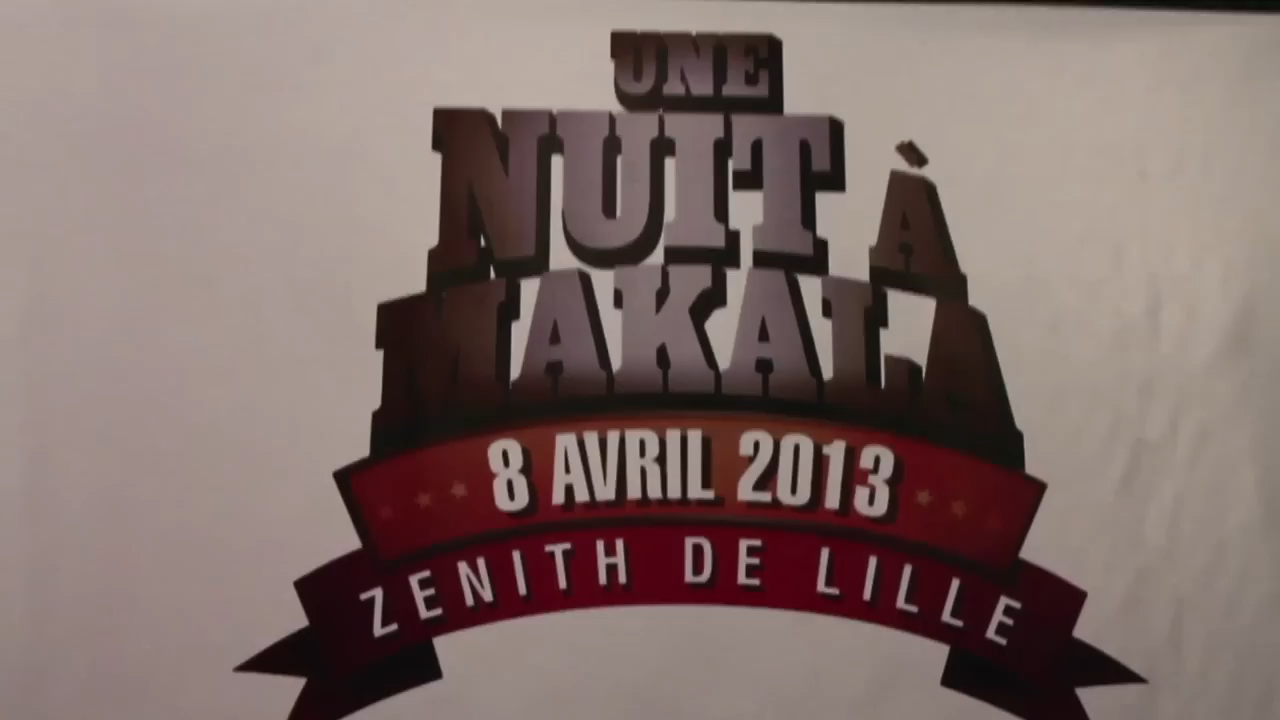 UNE
NUIT À
MAKALA
8 AVRIL 2013
ZENITH DE LILLE